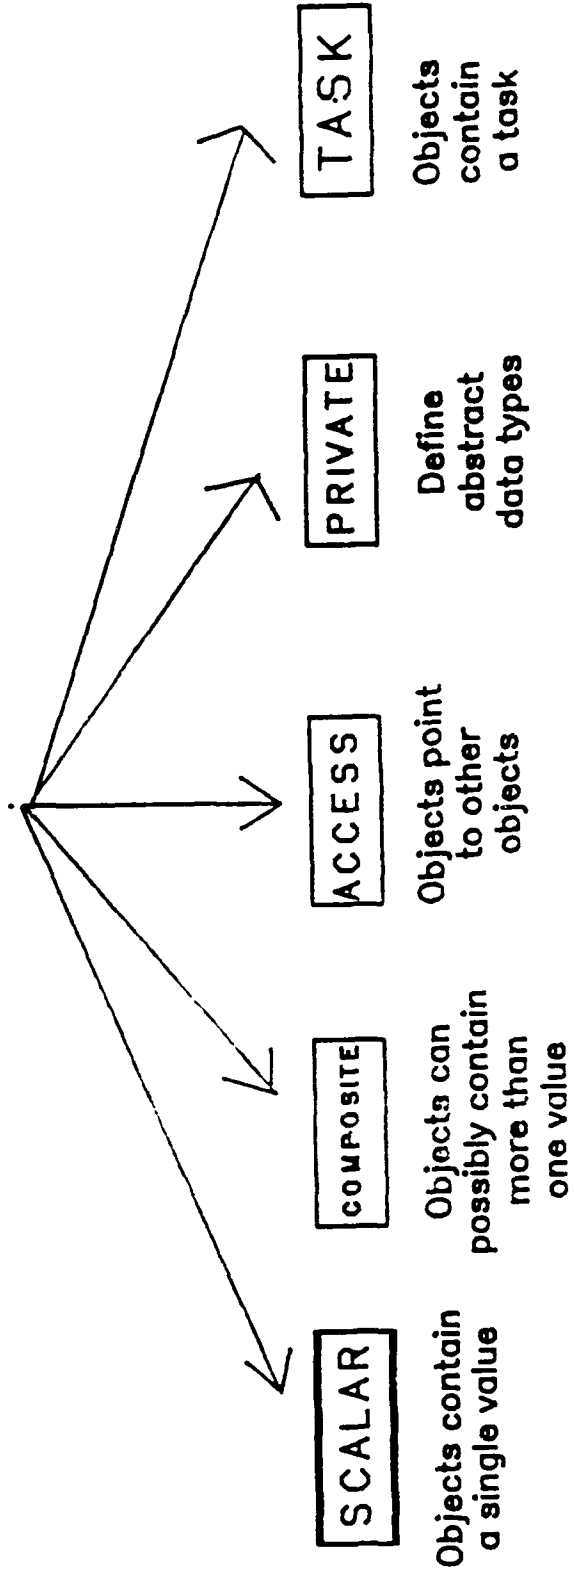 SCALAR
Objects contain
a single value
COMPOSITE
Objects can
possibly contain
more than
one value
ACCESS
Objects point
to other
objects
PRIVATE
Define
abstract
data types
TASK
Objects
contain
a task